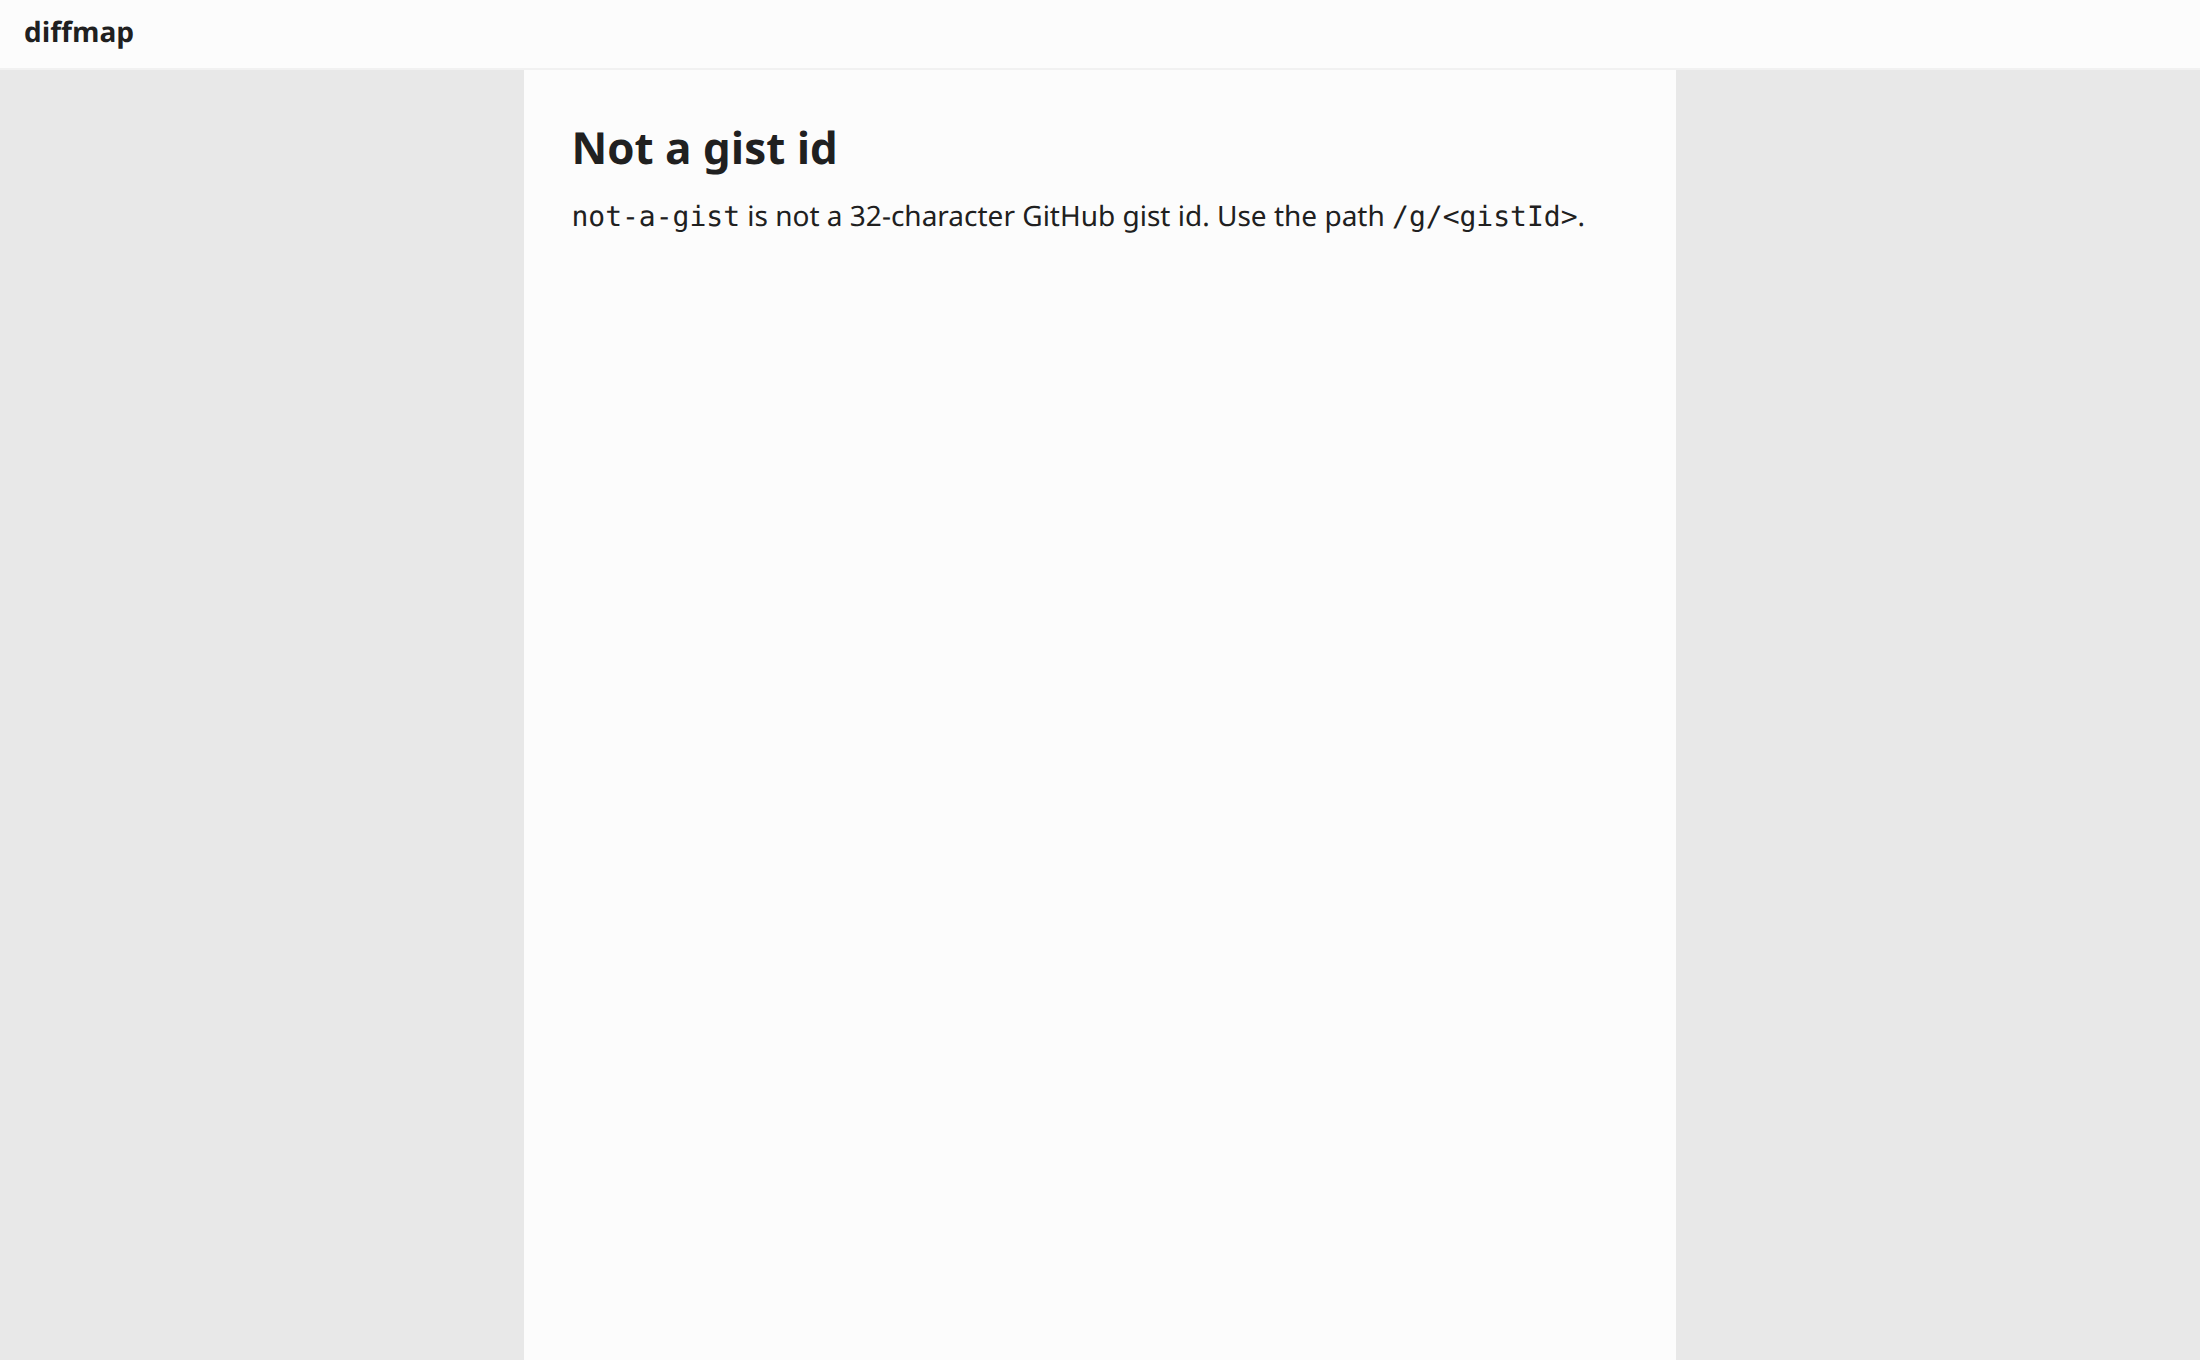 diffmap
Not a gist id
not-a-gist is not a 32-character GitHub gist id. Use the path /g/<gistId>.